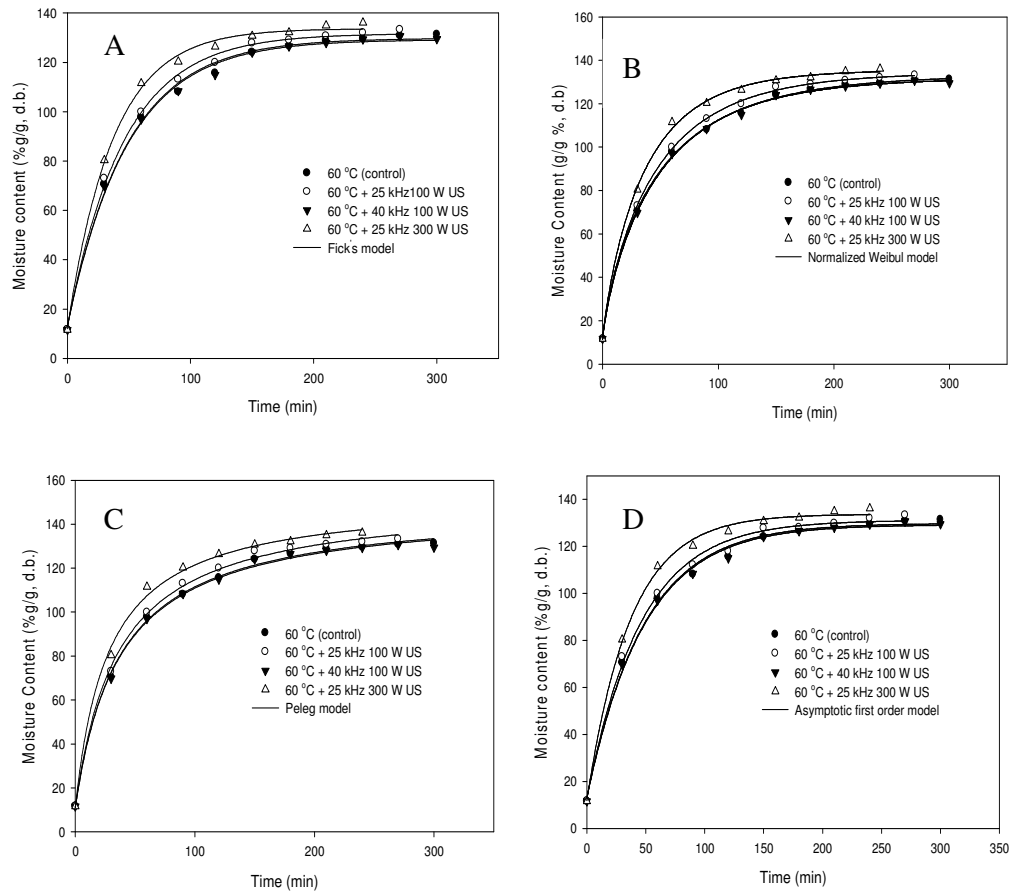 A
Moisture content (%g/g, d.b.)
140
120
100
80
60
40
20
0
60 °C (control)
60 °C + 25 kHz100 W US
60 °C + 40 kHz 100 W US
60 °C + 25 kHz 300 W US
Fick's model
0 100 200 300
Time (min)
B
Moisture Content (g/g %, d.b)
160
140
120
100
80
60
40
20
0
60 °C (control)
60 °C + 25 kHz 100 W US
60 °C + 40 kHz 100 W US
60 °C + 25 kHz 300 W US
Normalized Weibul model
0 100 200 300
Time (min)
C
Moisture Content (%g/g, d.b.)
160
140
120
100
80
60
40
20
0
60 °C (control)
60 °C + 25 kHz 100 W US
60 °C + 40 kHz 100 W US
60 °C + 25 kHz 300 W US
Peleg model
0 100 200 300
Time (min)
D
Moisture content (%g/g, d.b.)
140
120
100
80
60
40
20
0
60 °C (control)
60 °C + 25 kHz 100 W US
60 °C + 40 kHz 100 W US
60 °C + 25 kHz 300 W US
Asymptotic first order model
0 50 100 150 200 250 300 350
Time (min)